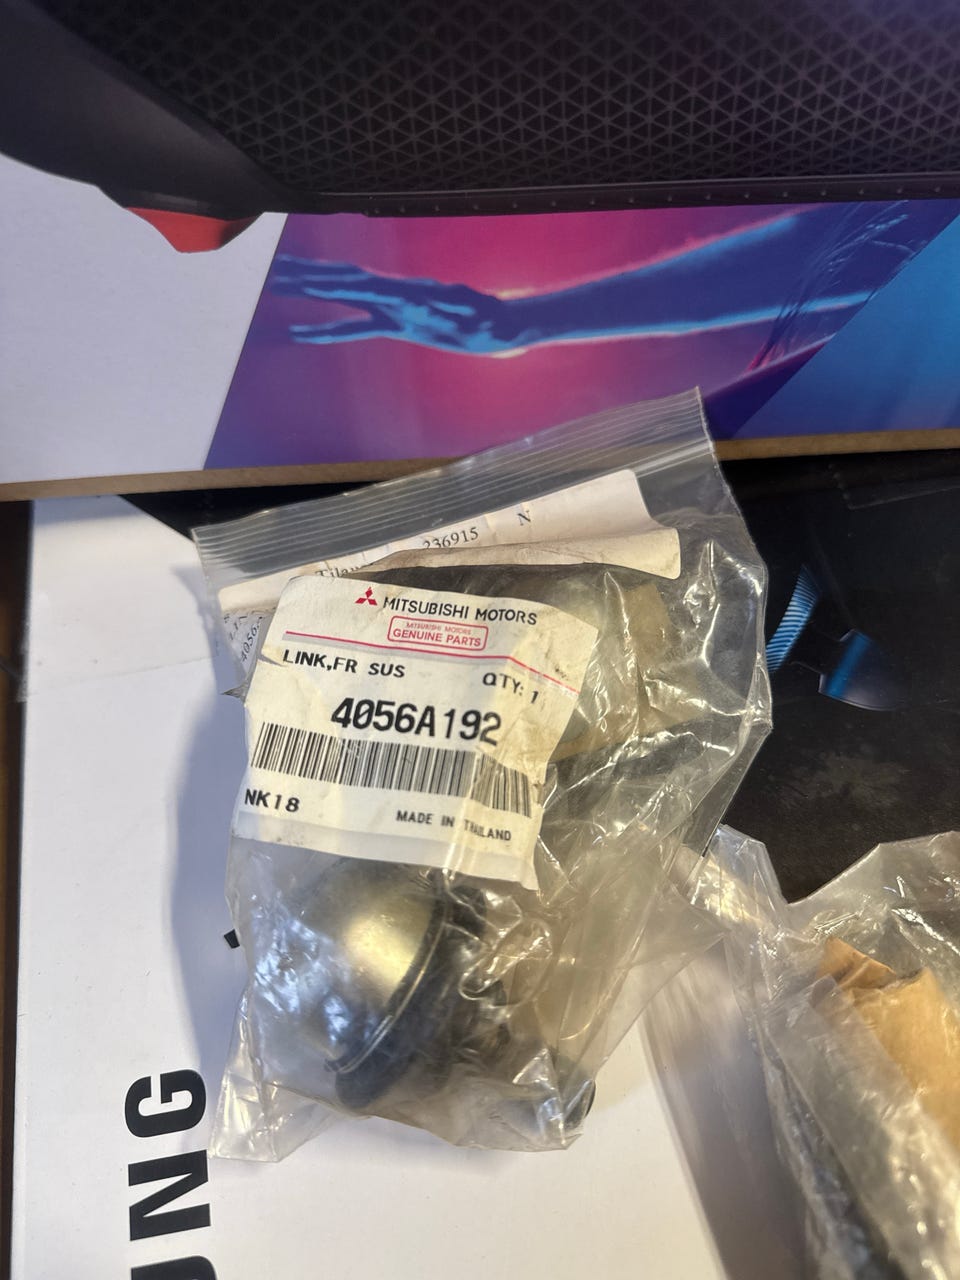 236915 N
MITSUBISHI MOTORS
MITSUBISHI MOTORS
GENUINE PARTS
LINK,FR SUS QTY: 1
4056A192
NK18 MADE IN THAILAND
UNG